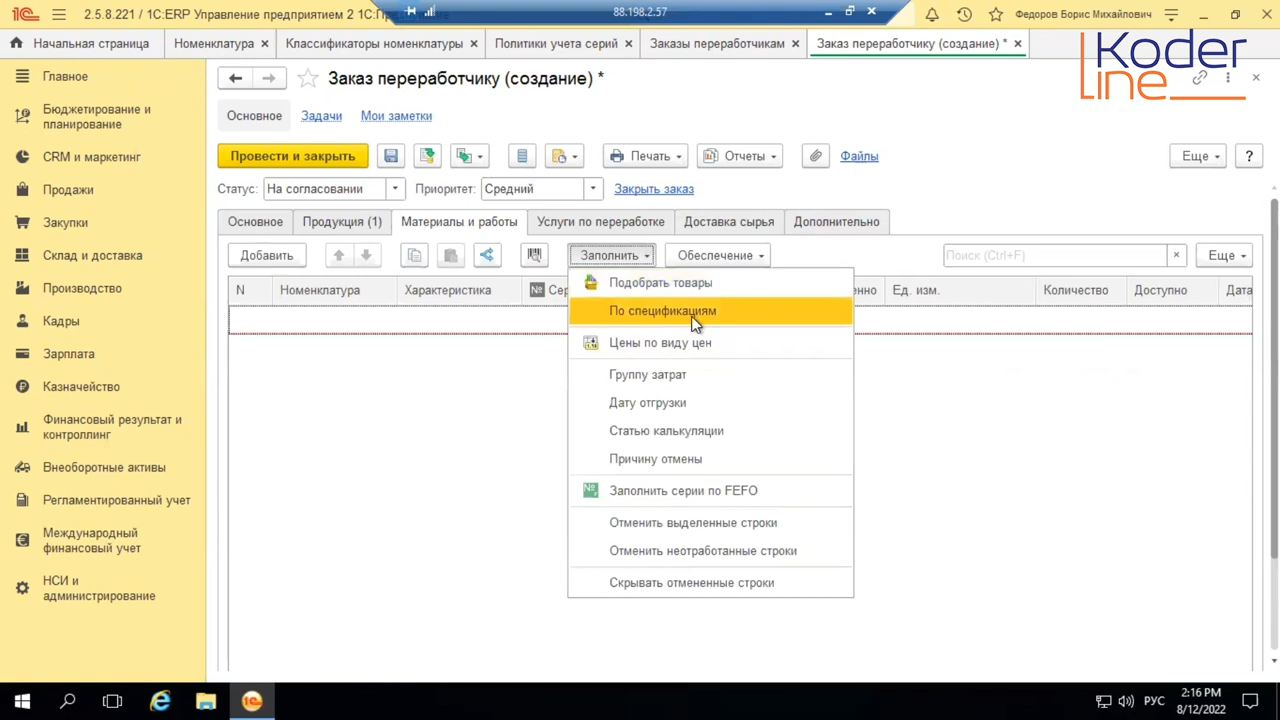 2.5.8.221 / 1С:ERP Управление предприятием 2 1С:П
88.198.2.57
Федоров Борис Михайлович
Начальная страница
Номенклатура ×
Классификаторы номенклатуры ×
Политики учета серий ×
Заказы переработчикам ×
Заказ переработчику (создание) * ×
Koder
line
Главное
Бюджетирование и
планирование
CRM и маркетинг
Продажи
Закупки
Склад и доставка
Производство
Кадры
Зарплата
Казначейство
Финансовый результат и
контроллинг
Внеоборотные активы
Регламентированный учет
Международный
финансовый учет
НСИ и
администрирование
Заказ переработчику (создание) *
Основное Задачи Мои заметки
Провести и закрыть Печать Отчеты Файлы Еще ?
Статус: На согласовании Приоритет: Средний Закрыть заказ
Основное Продукция (1) Материалы и работы Услуги по переработке Доставка сырья Дополнительно
Добавить Заполнить Обеспечение Поиск (Ctrl+F) × Еще
N Номенклатура Характеристика № Сер енно Ед. изм. Количество Доступно Дата
Подобрать товары
По спецификациям
Цены по виду цен
Группу затрат
Дату отгрузки
Статью калькуляции
Причину отмены
Заполнить серии по FEFO
Отменить выделенные строки
Отменить неотработанные строки
Скрывать отмененные строки
РУС
2:16 PM
8/12/2022